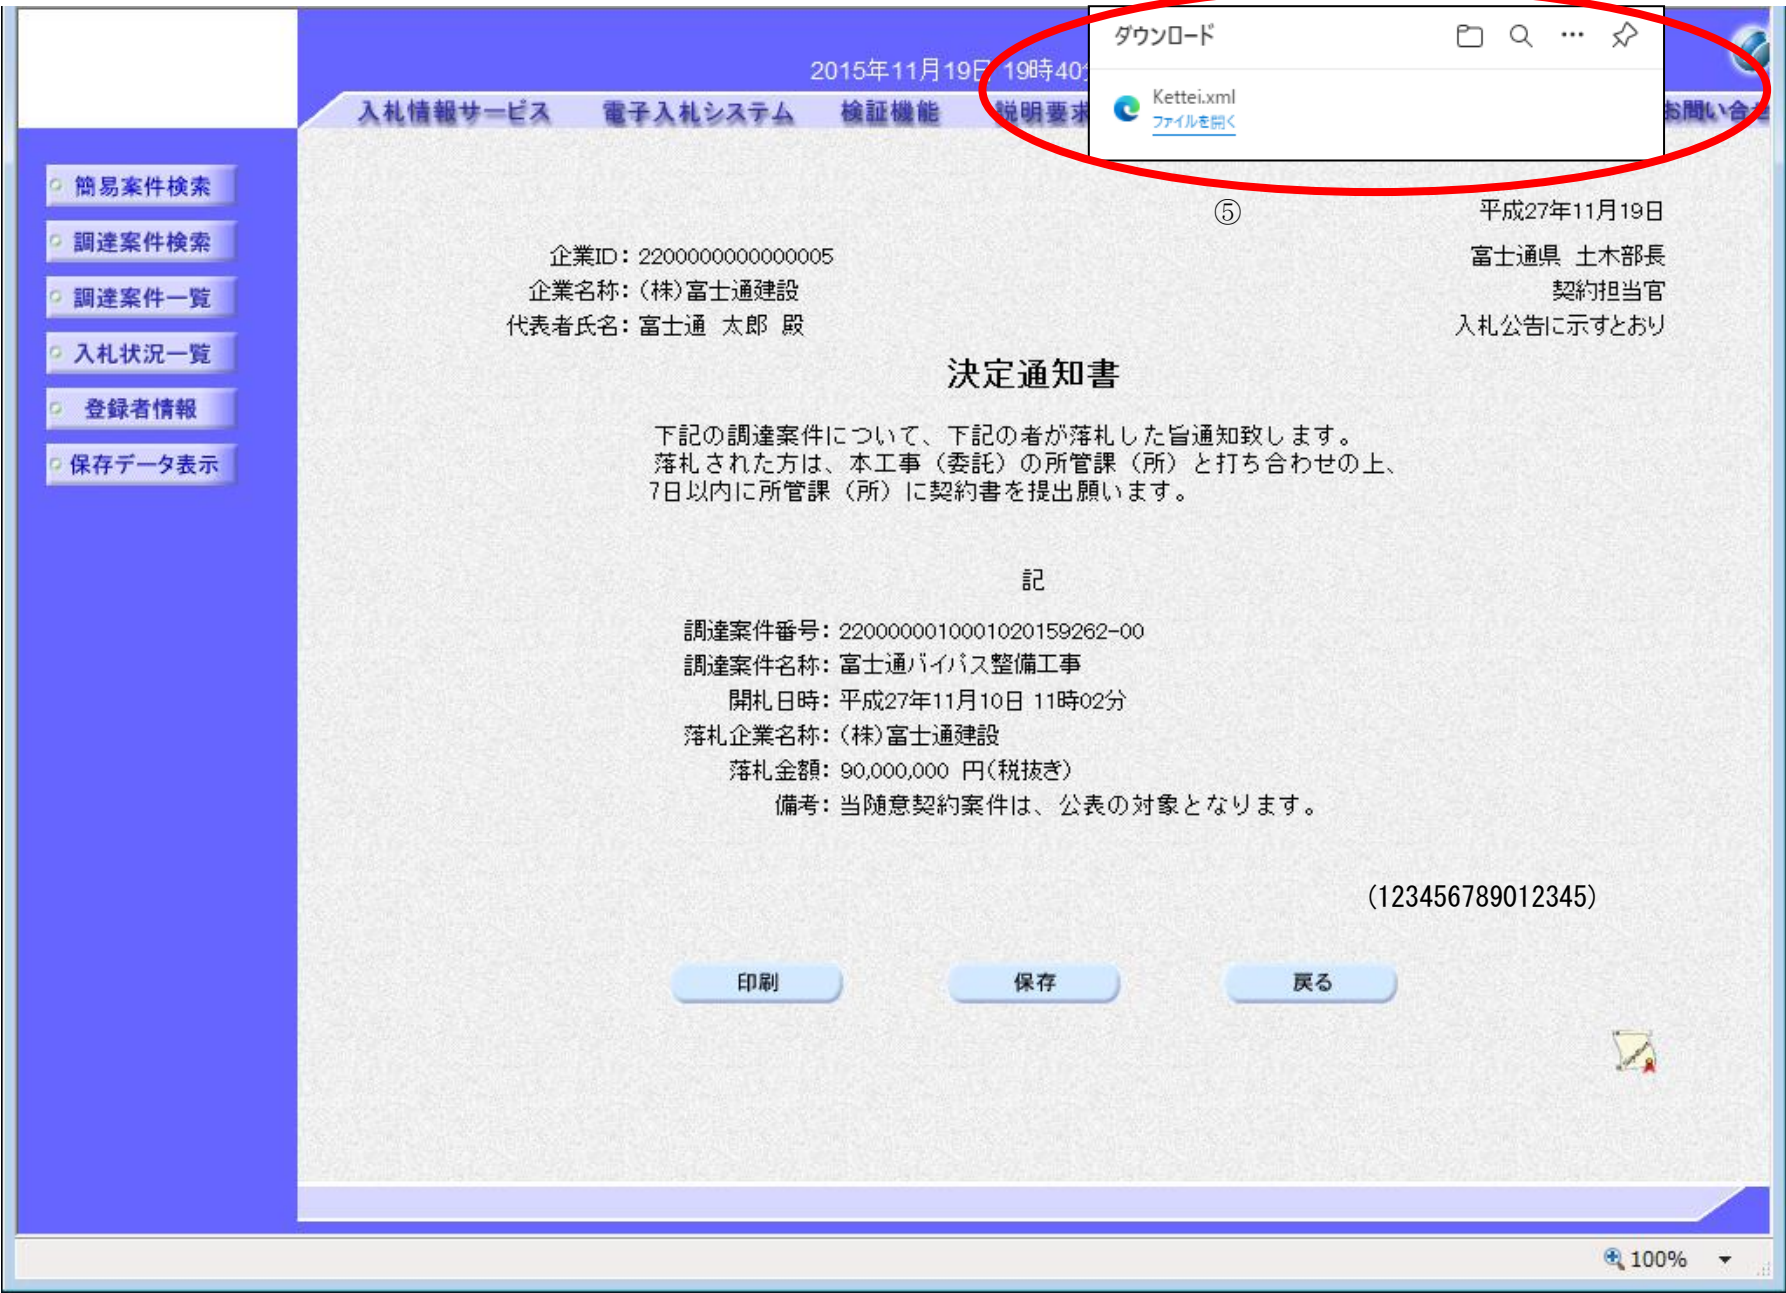 ダウンロード
Kettei.xml
ファイルを開く
2015年11月19日 19時40
入札情報サービス 電子入札システム 検証機能 説明要求 お問い合せ
簡易案件検索
調達案件検索
調達案件一覧
入札状況一覧
登録者情報
保存データ表示
⑤
平成27年11月19日
企業ID：2200000000000005
企業名称：(株)富士通建設
代表者氏名：富士通 太郎 殿
富士通県 土木部長
契約担当官
入札公告に示すとおり
決定通知書
下記の調達案件について、下記の者が落札した旨通知致します。
落札された方は、本工事（委託）の所管課（所）と打ち合わせの上、
7日以内に所管課（所）に契約書を提出願います。
記
調達案件番号：2200000010001020159262-00
調達案件名称：富士通バイパス整備工事
開札日時：平成27年11月10日 11時02分
落札企業名称：(株)富士通建設
落札金額：90,000,000 円(税抜き)
備考：当随意契約案件は、公表の対象となります。
(123456789012345)
印刷 保存 戻る
100%